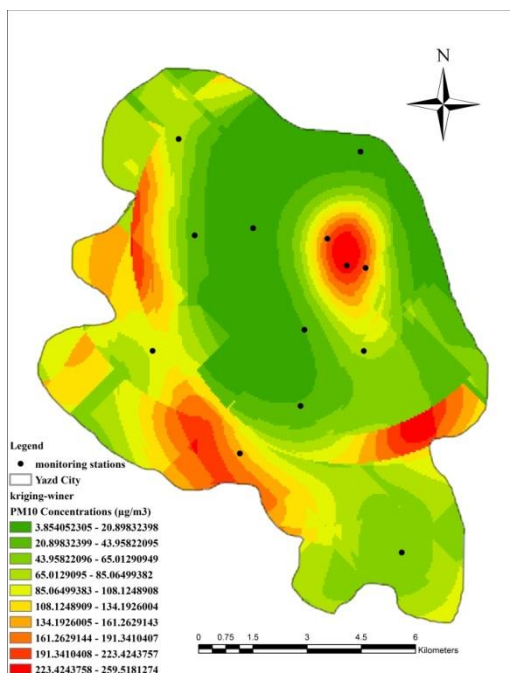 N
Legend
monitoring stations
Yazd City
kriging-winer
PM10 Concentrations (µg/m3)
3.854052305 - 20.89832398
20.89832399 - 43.95822095
43.95822096 - 65.01290949
65.0129095 - 85.06499382
85.06499383 - 108.1248908
108.1248909 - 134.1926004
134.1926005 - 161.2629143
161.2629144 - 191.3410407
191.3410408 - 223.4243757
223.4243758 - 259.5181274
0 0.75 1.5 3 4.5 6
Kilometers